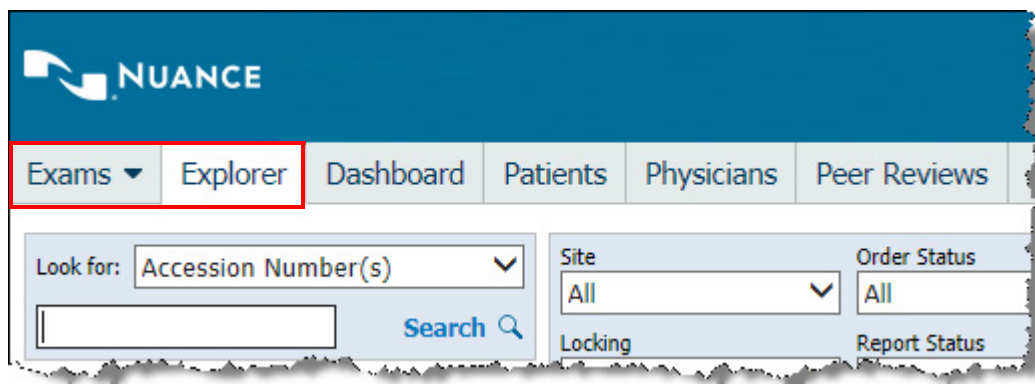 NUANCE
Exams Explorer Dashboard Patients Physicians Peer Reviews
Look for: Accession Number(s)
Search
Site
All
Order Status
All
Locking
Report Status